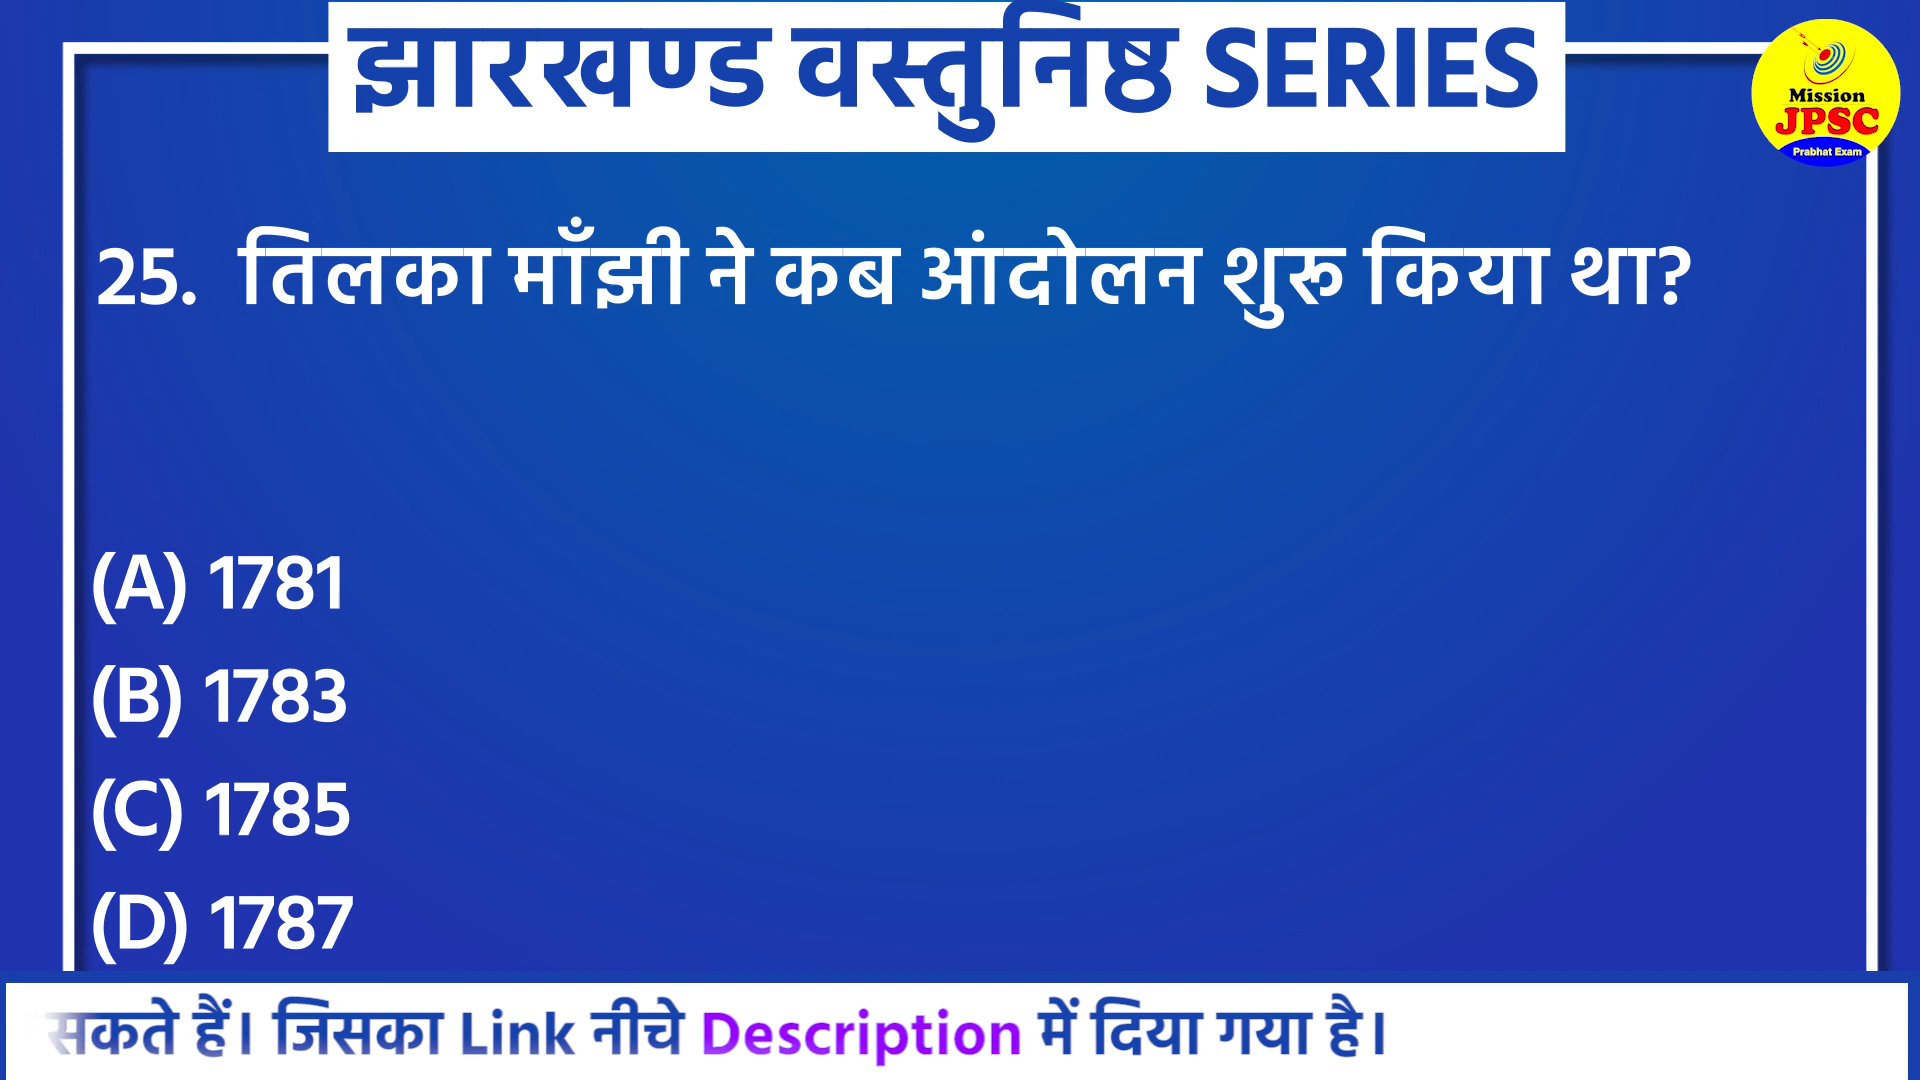 झारखण्ड वस्तुनिष्ठ SERIES
Mission
JPSC
Prabhat Exam
25. तिलका माँझी ने कब आंदोलन शुरू किया था?
(A) 1781
(B) 1783
(C) 1785
(D) 1787
सकते हैं। जिसका Link नीचे Description में दिया गया है।